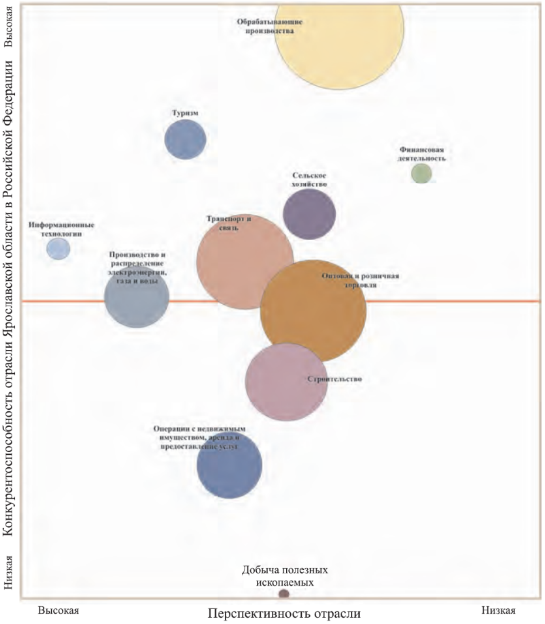 Высокая
Обрабатывающие
производства
Туризм
Финансовая
деятельность
Сельское
хозяйство
Транспорт и
связь
Информационные
технологии
Производство и
распределение
электроэнергии,
газа и воды
Оптовая и розничная
торговля
Строительство
Операции с недвижимым
имуществом, аренда и
предоставление услуг
Добыча полезных
ископаемых
Конкурентоспособность отрасли Ярославской области в Российской Федерации
Низкая
Высокая
Перспективность отрасли
Низкая